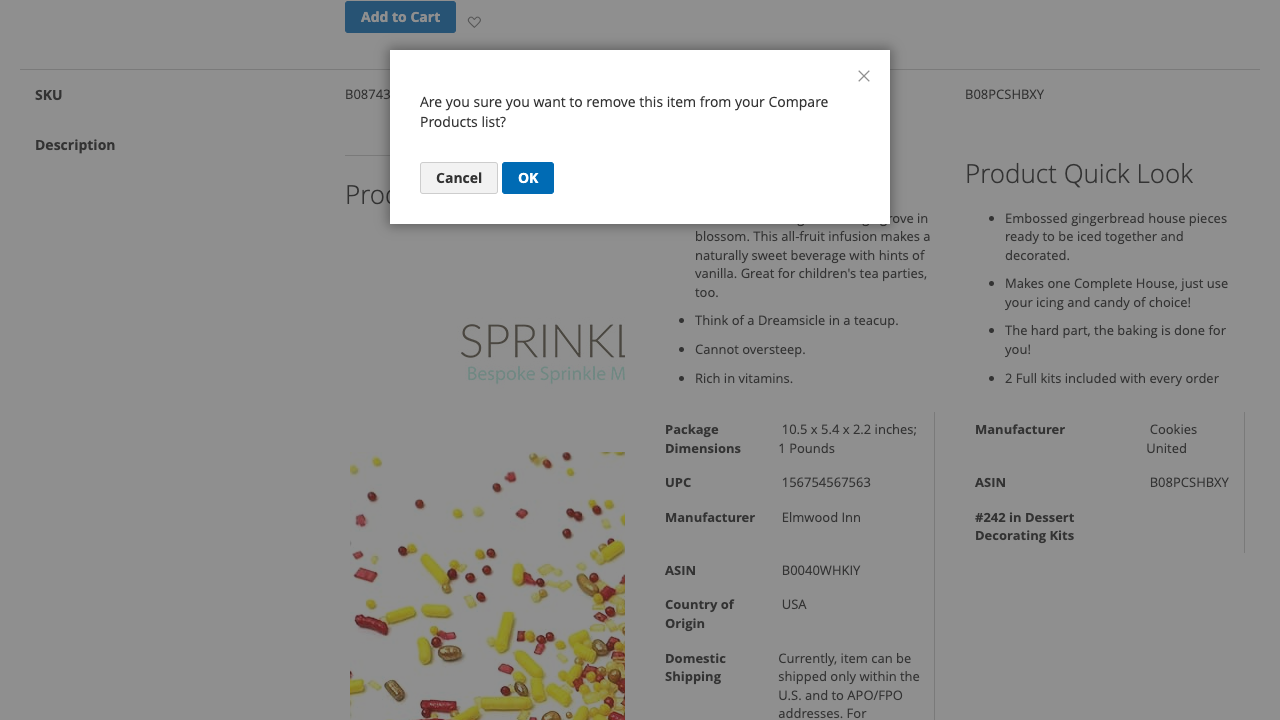 Add to Cart
Are you sure you want to remove this item from your Compare
Products list?
Cancel
OK
SKU
B08743
B08PCSHBXY
Description
Product Quick Look
in
blossom. This all-fruit infusion makes a
naturally sweet beverage with hints of
vanilla. Great for children's tea parties,
too.
Think of a Dreamsicle in a teacup.
Cannot oversteep.
Rich in vitamins.
Embossed gingerbread house pieces
ready to be iced together and
decorated.
Makes one Complete House, just use
your icing and candy of choice!
The hard part, the baking is done for
you!
2 Full kits included with every order
SPRINKL
Bespoke Sprinkle M
Package
Dimensions
10.5 x 5.4 x 2.2 inches;
1 Pounds
UPC
156754567563
Manufacturer
Elmwood Inn
ASIN
B0040WHKIY
Country of
Origin
USA
Domestic
Shipping
Currently, item can be
shipped only within the
U.S. and to APO/FPO
addresses. For
Manufacturer
Cookies
United
ASIN
B08PCSHBXY
#242 in Dessert
Decorating Kits